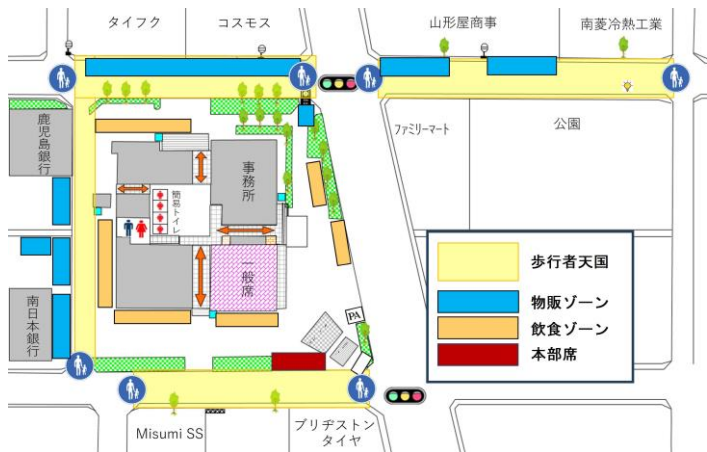 タイフク
コスモス
山形屋商事
南菱冷熱工業
鹿児島銀行
事務所
ファミリーマート
公園
簡易トイレ
一般席
歩行者天国
物販ゾーン
飲食ゾーン
本部席
南日本銀行
PA
Misumi SS
ブリヂストン
タイヤ